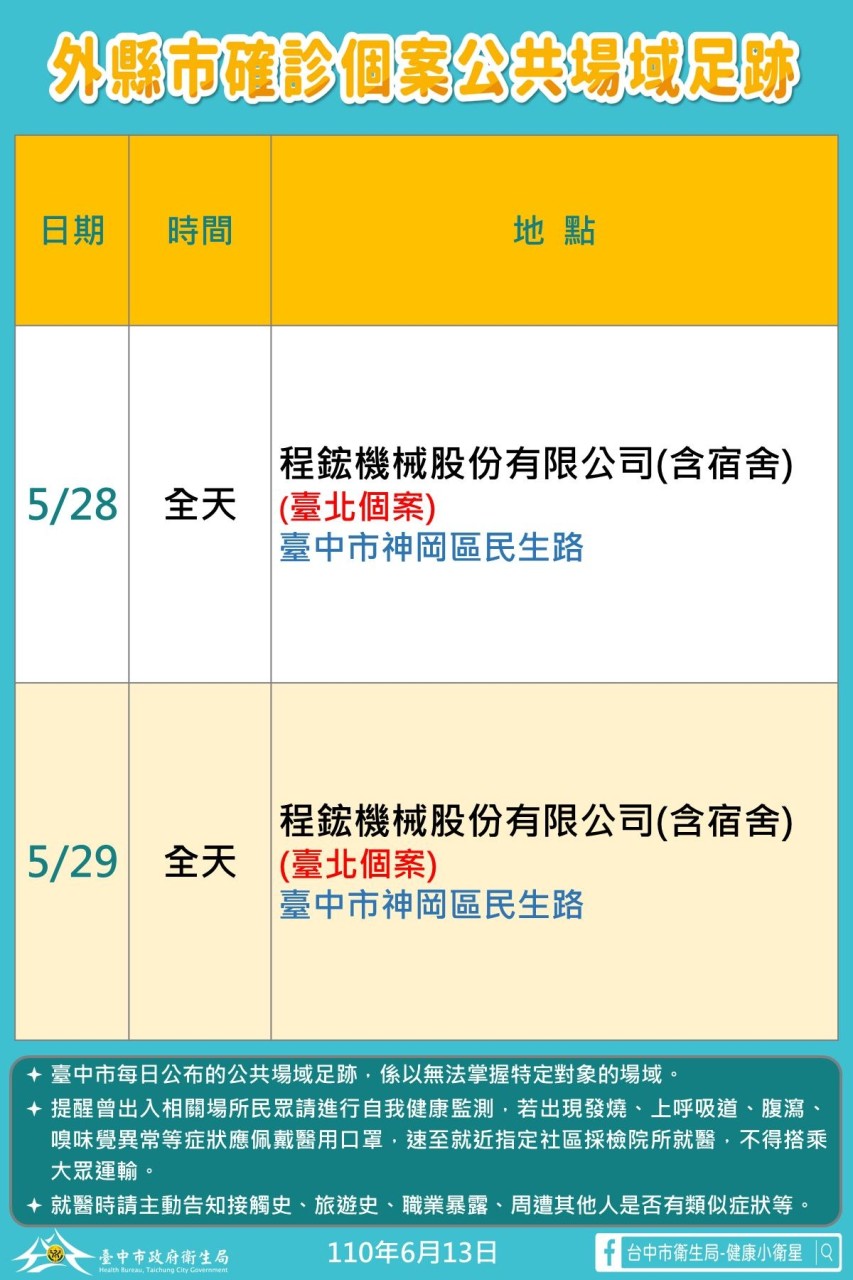 外縣市確診個案公共場域足跡
日期 時間 地點
5/28 全天 程鋐機械股份有限公司(含宿舍)
(臺北個案)
臺中市神岡區民生路
5/29 全天 程鋐機械股份有限公司(含宿舍)
(臺北個案)
臺中市神岡區民生路
✦ 臺中市每日公布的公共場域足跡，係以無法掌握特定對象的場域。
✦ 提醒曾出入相關場所民眾請進行自我健康監測，若出現發燒、上呼吸道、腹瀉、
嗅味覺異常等症狀應佩戴醫用口罩，速至就近指定社區採檢院所就醫，不得搭乘
大眾運輸。
✦ 就醫時請主動告知接觸史、旅遊史、職業暴露、周遭其他人是否有類似症狀等。
臺中市政府衛生局
Health Bureau, Taichung City Government
110年6月13日
f 台中市衛生局-健康小衛星